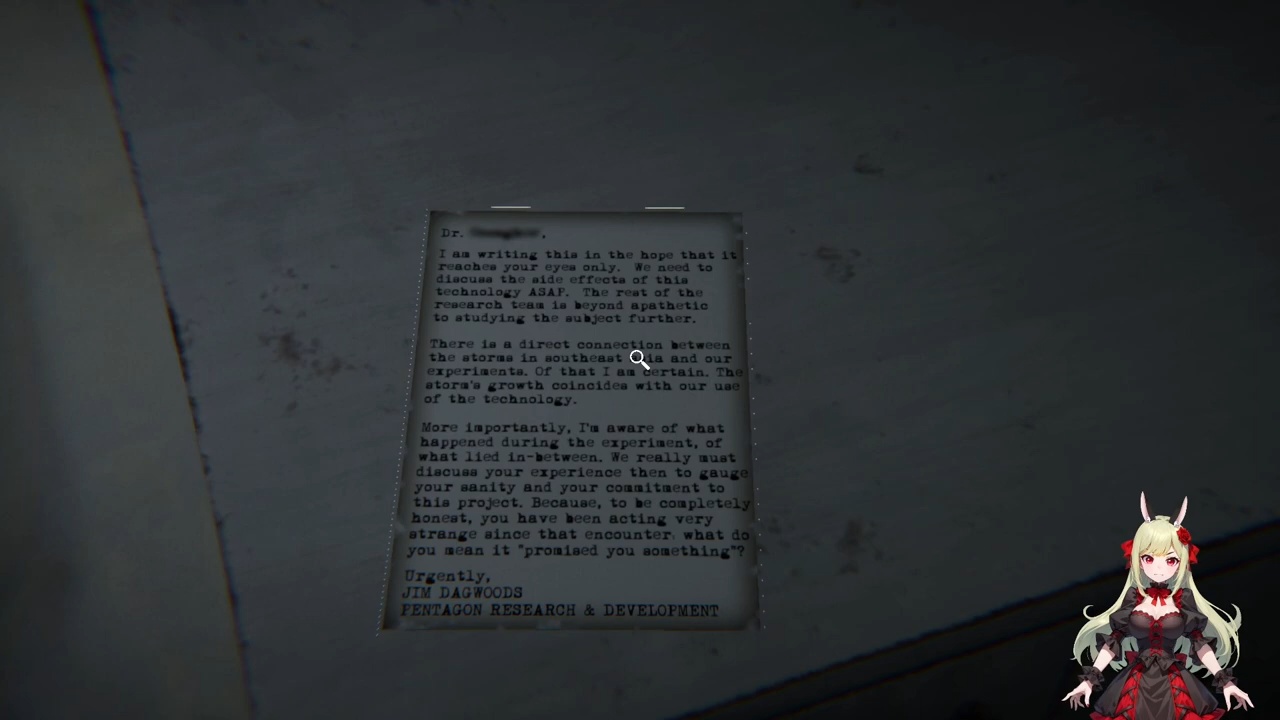 Dr.
I am writing this in the hope that it
reaches your eyes only. We need to
discuss the side effects of this
technology ASAP. The rest of the
research team is beyond apathetic
to studying the subject further.
There is a direct connection between
the storms in southeast and our
experiments. Of that I am certain. The
storm's growth coincides with our use
of the technology.
More importantly, I'm aware of what
happened during the experiment, of
what lied in-between. We really must
discuss your experience then to gauge
your sanity and your commitment to
this project. Because, to be completely
honest, you have been acting very
strange since that encounter. what do
you mean it "promised you something"?
Urgently,
JIM DAGWOODS
PENTAGON RESEARCH & DEVELOPMENT